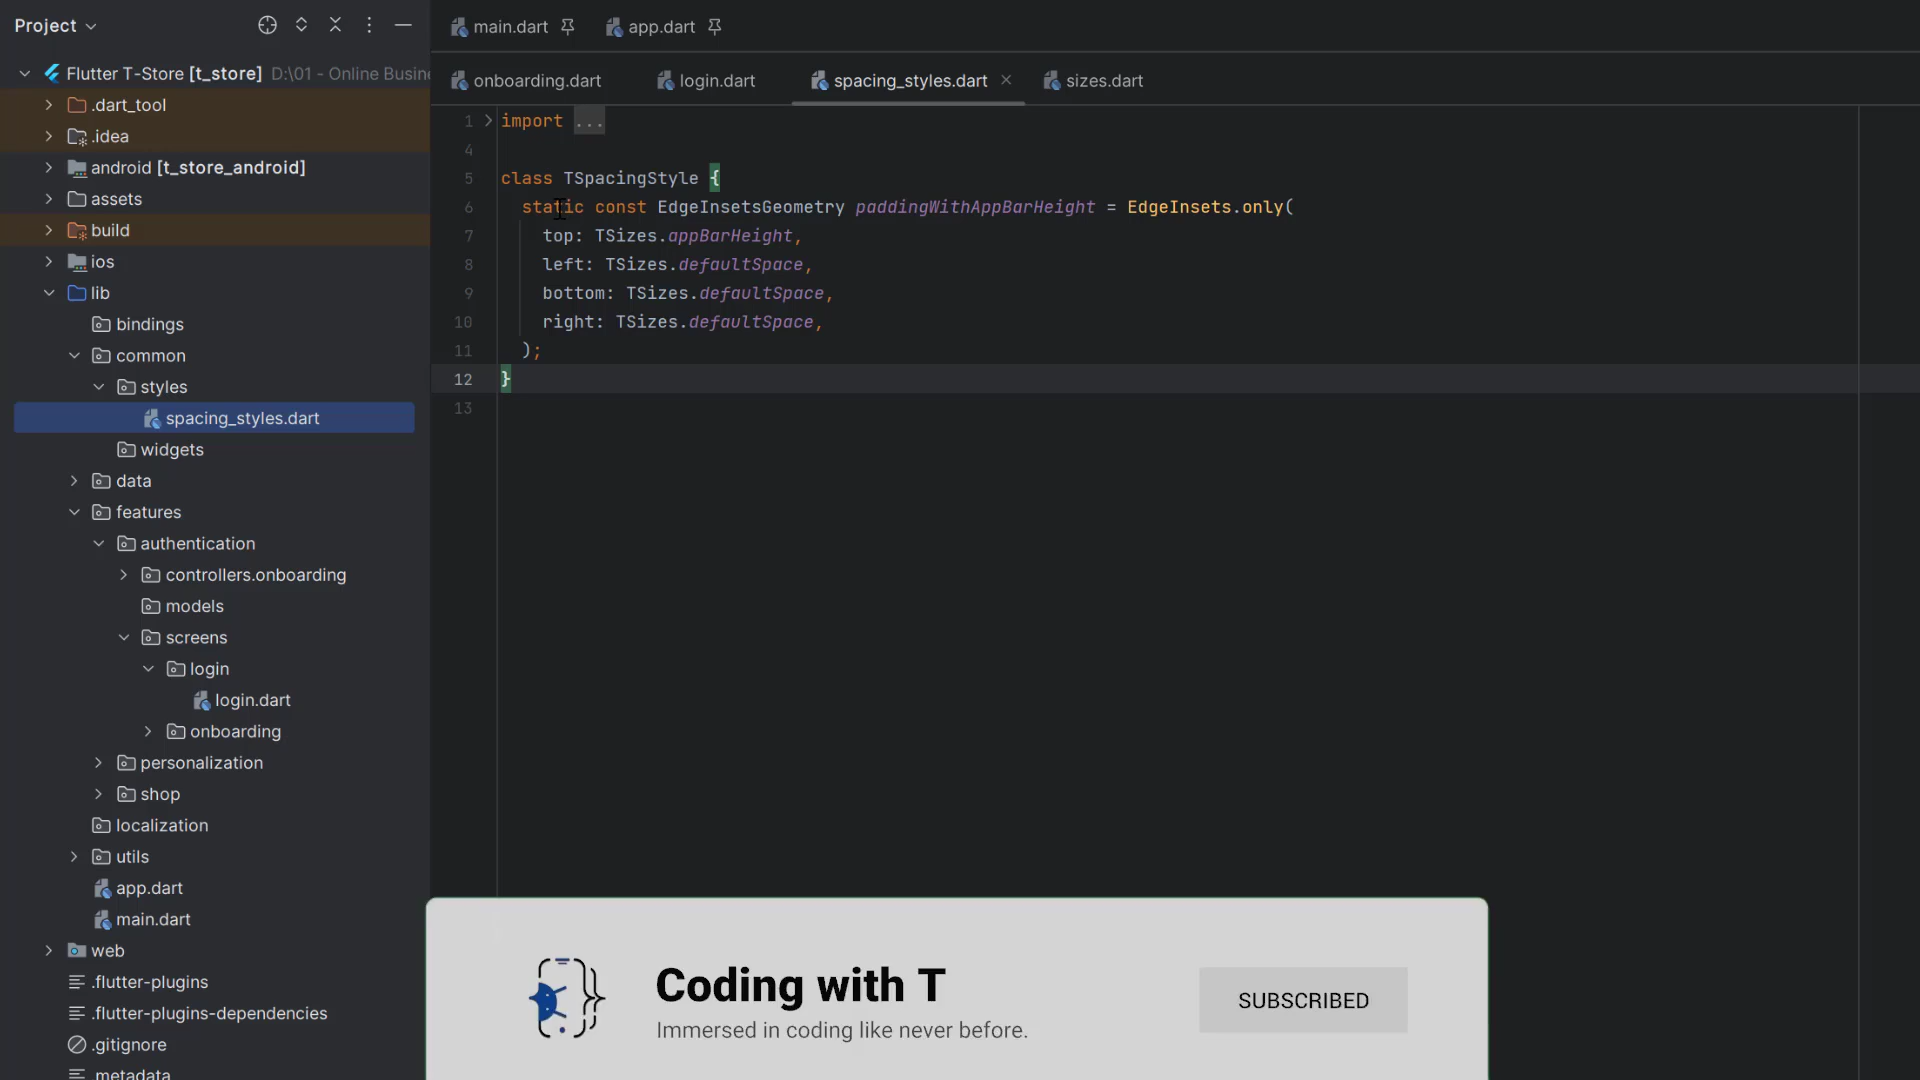 Project
main.dart
app.dart
Flutter T-Store [t_store] D:\01 - Online Busine
onboarding.dart
login.dart
spacing_styles.dart
sizes.dart
.dart_tool
.idea
android [t_store_android]
assets
build
ios
lib
bindings
common
styles
spacing_styles.dart
widgets
data
features
authentication
controllers.onboarding
models
screens
login
login.dart
onboarding
personalization
shop
localization
utils
app.dart
main.dart
web
.flutter-plugins
.flutter-plugins-dependencies
.gitignore
.metadata
1 import ...
4
5 class TSpacingStyle {
6 static const EdgeInsetsGeometry paddingWithAppBarHeight = EdgeInsets.only(
7 top: TSizes.appBarHeight,
8 left: TSizes.defaultSpace,
9 bottom: TSizes.defaultSpace,
10 right: TSizes.defaultSpace,
11 );
12 }
13
Coding with T
Immersed in coding like never before.
SUBSCRIBED